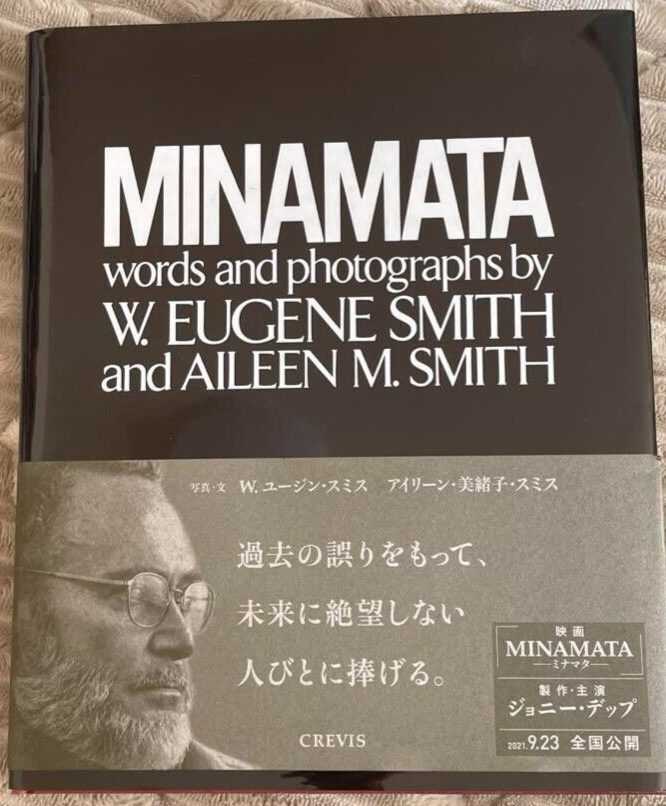 MINAMATA
words and photographs by
W. EUGENE SMITH
and AILEEN M. SMITH
写真・文 W. ユージン・スミス アイリーン・美緒子・スミス
過去の誤りをもって、
未来に絶望しない
人びとに捧げる。
CREVIS
映画
MINAMATA
ーミナマター
製作・主演
ジョニー・デップ
2021.9.23 全国公開